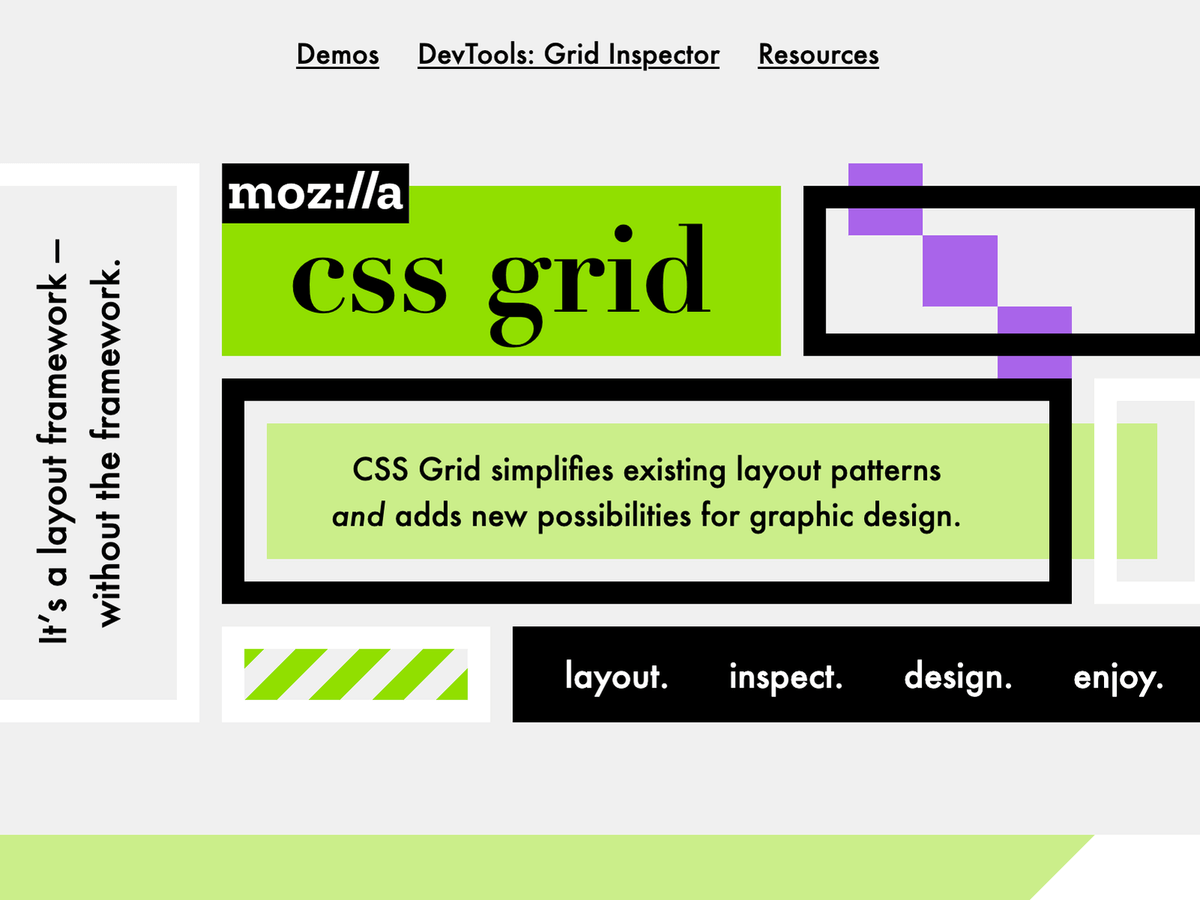 Demos DevTools: Grid Inspector Resources
moz://a
css grid
It’s a layout framework —
without the framework.
CSS Grid simplifies existing layout patterns
and adds new possibilities for graphic design.
layout. inspect. design. enjoy.